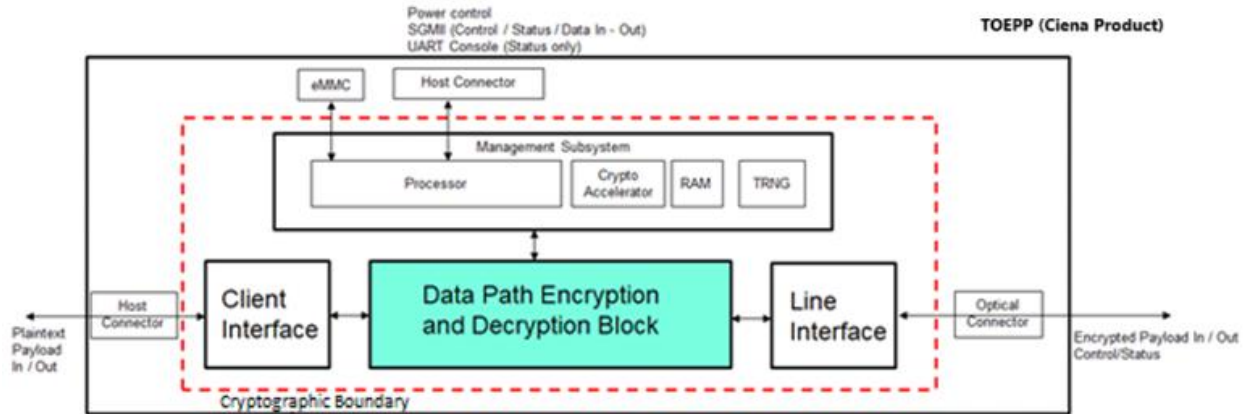 Power control
SGMII (Control / Status / Data In - Out)
UART Console (Status only)
TOEPP (Ciena Product)
eMMC
Host Connector
Management Subsystem
Processor
Crypto
Accelerator
RAM
TRNG
Client
Interface
Data Path Encryption
and Decryption Block
Line
Interface
Host
Connector
Optical
Connector
Plaintext
Payload
In / Out
Encrypted Payload In / Out
Control/Status
Cryptographic Boundary